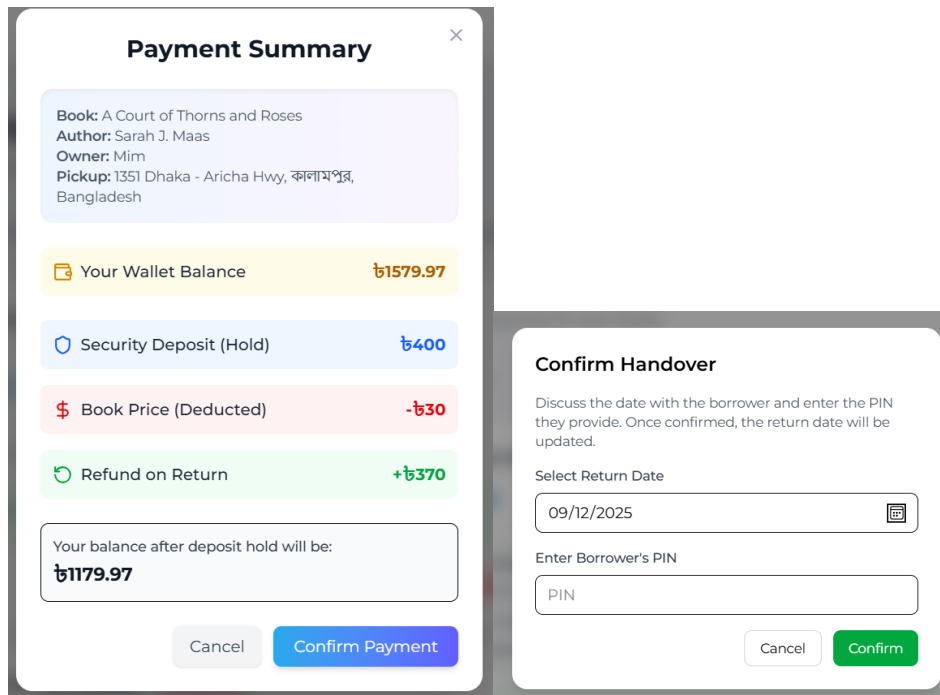 Payment Summary
Book: A Court of Thorns and Roses
Author: Sarah J. Maas
Owner: Mim
Pickup: 1351 Dhaka - Aricha Hwy, কালামপুর,
Bangladesh
Your Wallet Balance ৳1579.97
Security Deposit (Hold) ৳400
Book Price (Deducted) -৳30
Refund on Return +৳370
Your balance after deposit hold will be:
৳1179.97
Cancel Confirm Payment
Confirm Handover
Discuss the date with the borrower and enter the PIN
they provide. Once confirmed, the return date will be
updated.
Select Return Date
09/12/2025
Enter Borrower's PIN
PIN
Cancel Confirm